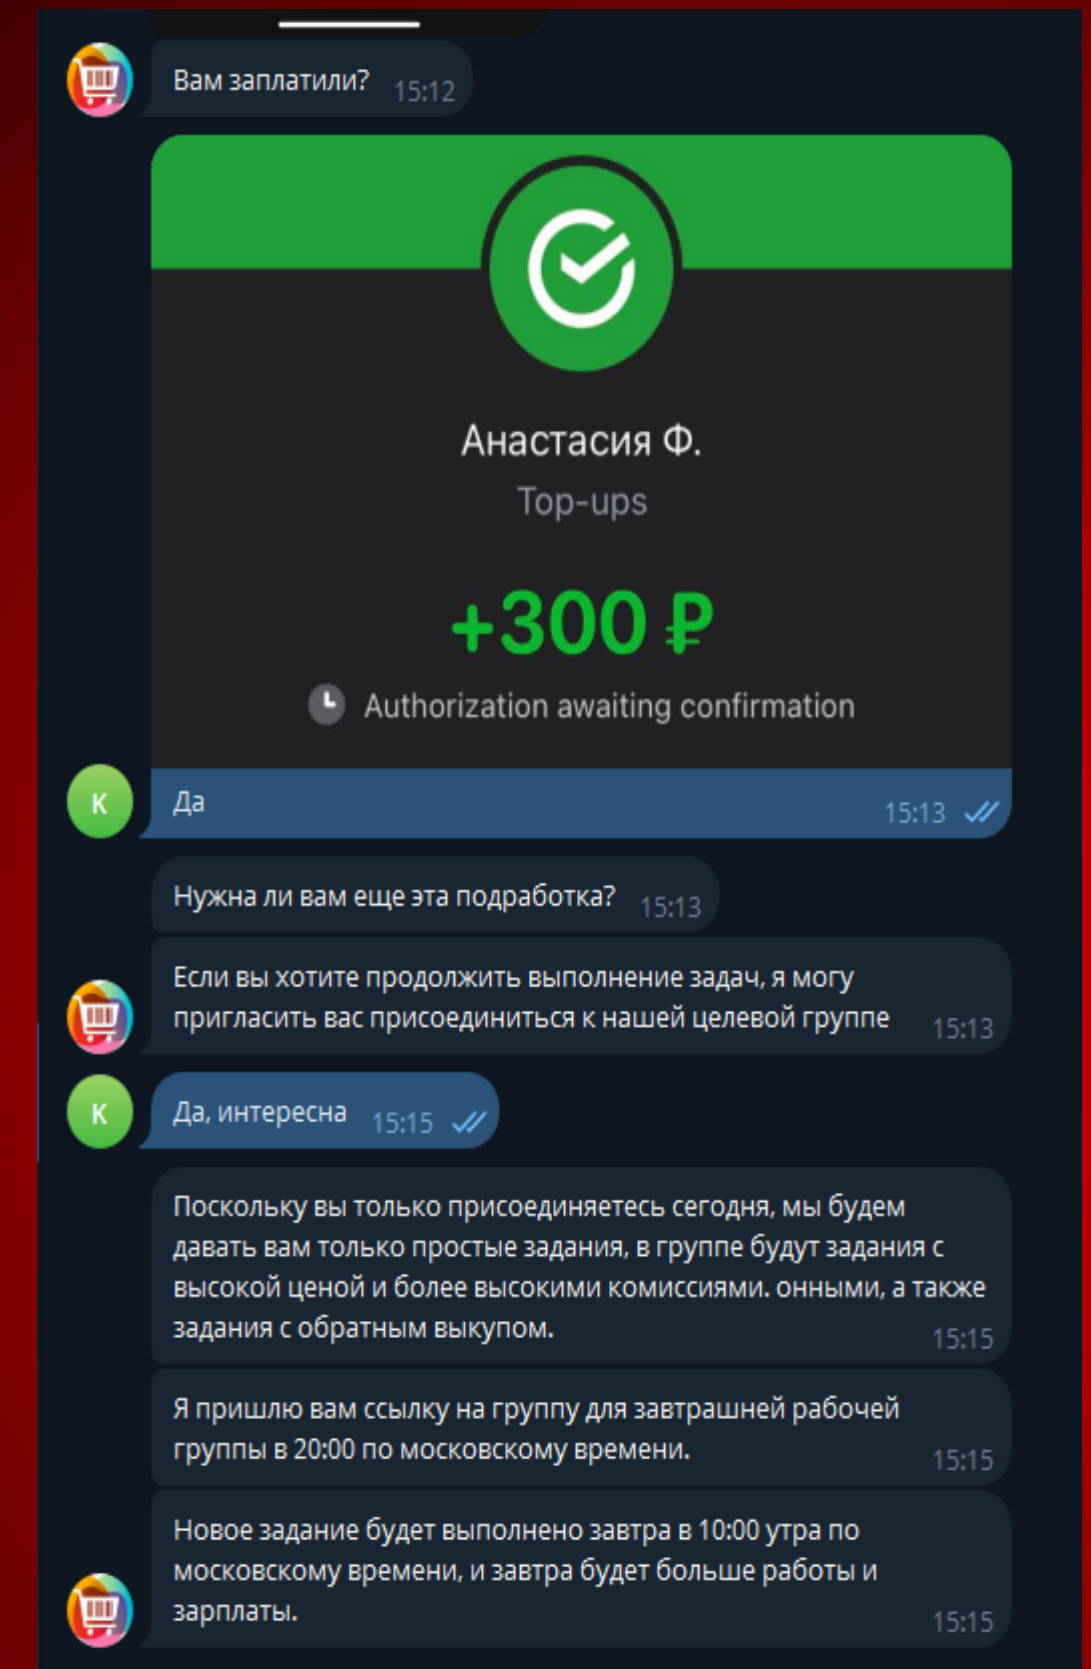 Вам заплатили? 15:12
Анастасия Ф.
Top-ups
+300 ₽
Authorization awaiting confirmation
K
Да 15:13
Нужна ли вам еще эта подработка? 15:13
Если вы хотите продолжить выполнение задач, я могу
пригласить вас присоединиться к нашей целевой группе 15:13
K
Да, интересна 15:15
Поскольку вы только присоединяетесь сегодня, мы будем
давать вам только простые задания, в группе будут задания с
высокой ценой и более высокими комиссиями. онными, а также
задания с обратным выкупом. 15:15
Я пришлю вам ссылку на группу для завтрашней рабочей
группы в 20:00 по московскому времени. 15:15
Новое задание будет выполнено завтра в 10:00 утра по
московскому времени, и завтра будет больше работы и
зарплаты. 15:15